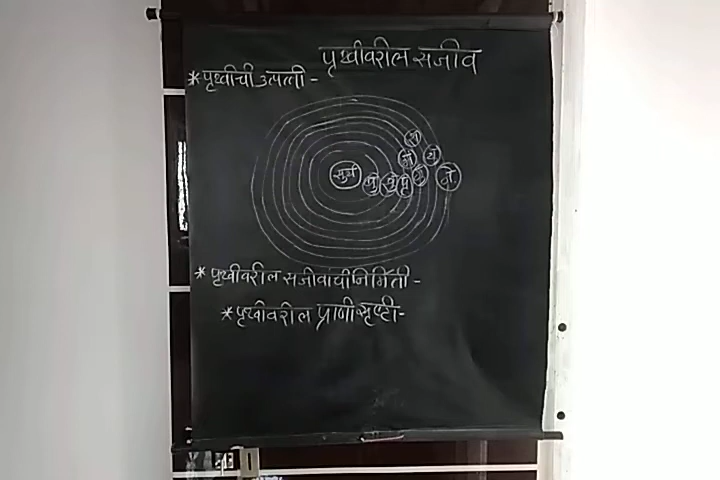 पृथ्वीवरील सजीव
*पृथ्वीची उत्पत्ती -
सूर्य
*पृथ्वीवरील सजीवांची निर्मिती -
*पृथ्वीवरील प्राणीसृष्टी -